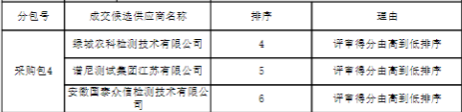 分包号 成交候选供应商名称 排序 理由
绿城农科检测技术有限公司 4 评审得分由高到低排序
采购包4 谱尼测试集团江苏有限公司 5 评审得分由高到低排序
安徽国泰众信检测技术有限公
司 6 评审得分由高到低排序